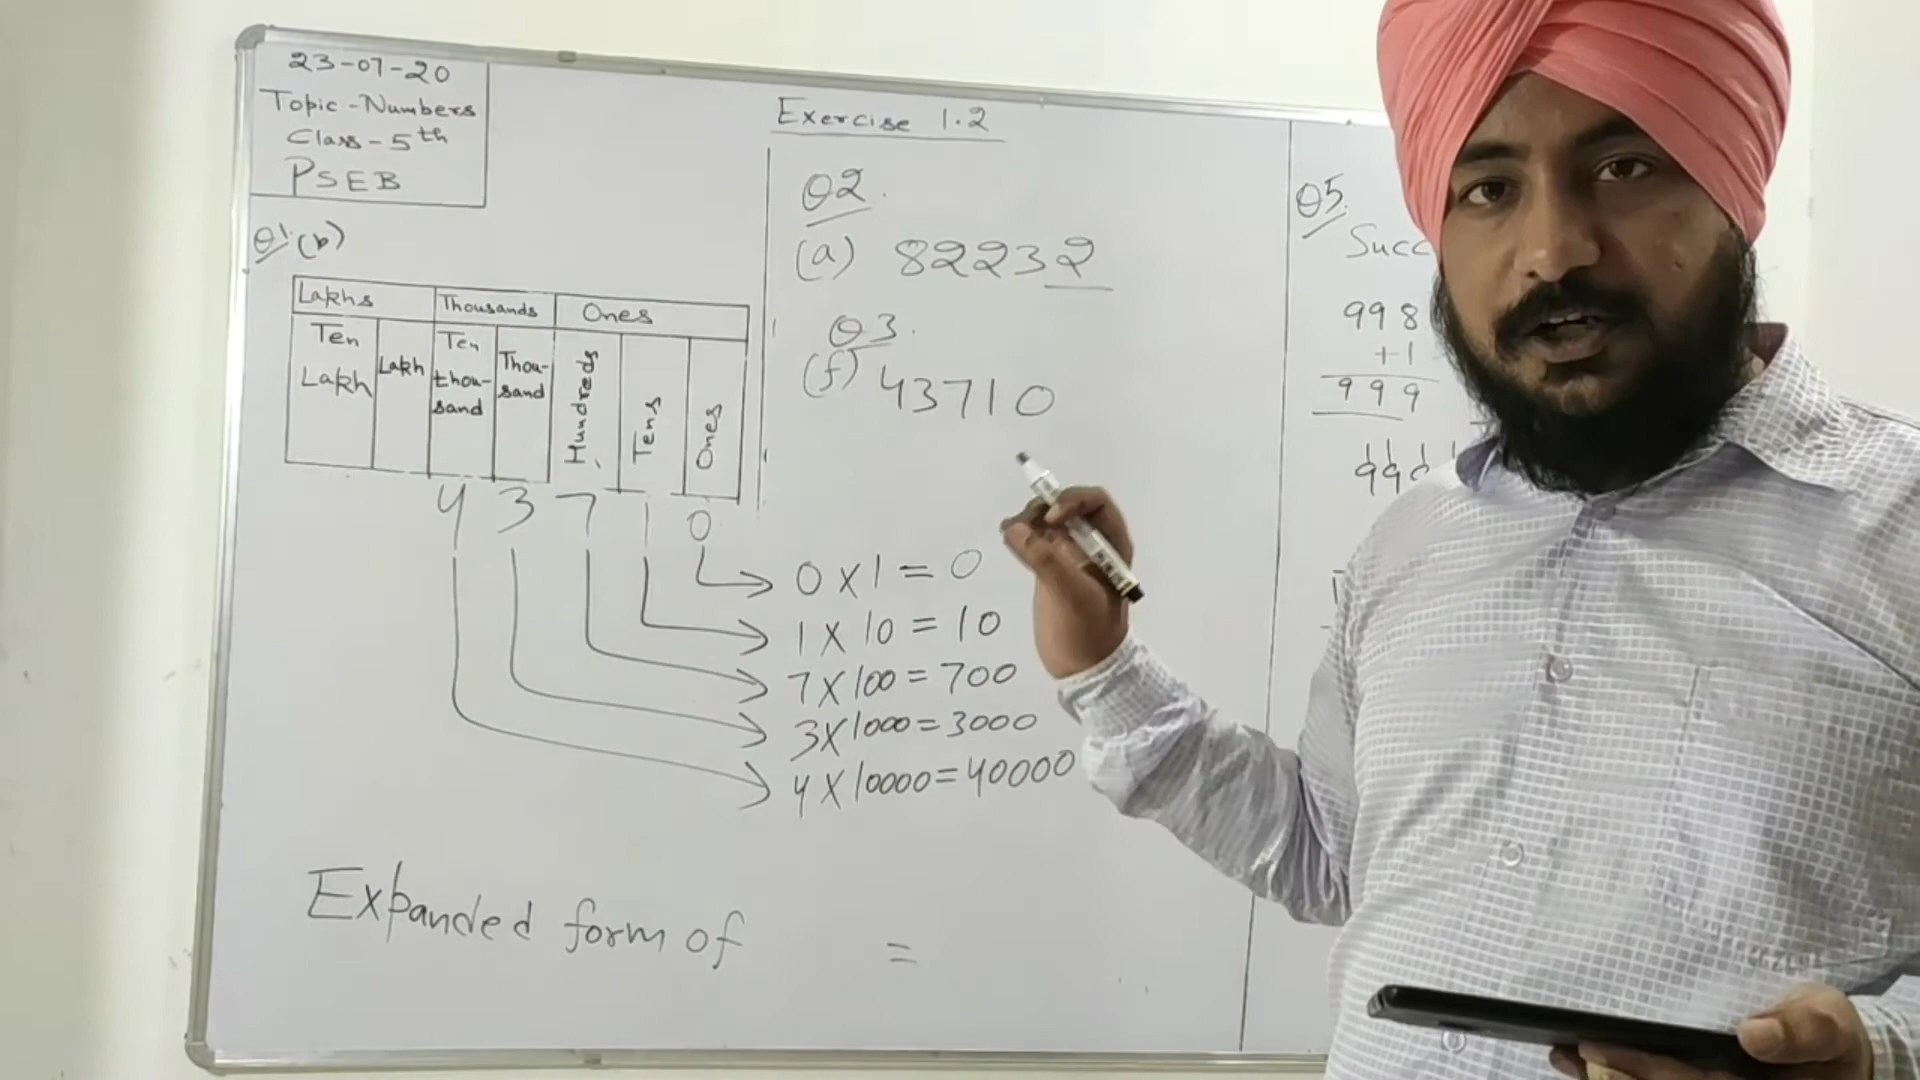 23-07-20
Topic - Numbers
Class - 5th
PSEB
Exercise 1.2
Q1 (b)
Lakhs Thousands Ones
Ten Lakh
Lakh
Ten thou-sand
Thou-sand
Hundreds
Tens
Ones
4 3 7 1 0
0 X 1 = 0
1 X 10 = 10
7 X 100 = 700
3 X 1000 = 3000
4 X 10000 = 40000
Expanded form of =
Q2.
(a) 82232
Q3.
(f) 43710
Q5.
Succ
998
+1
999